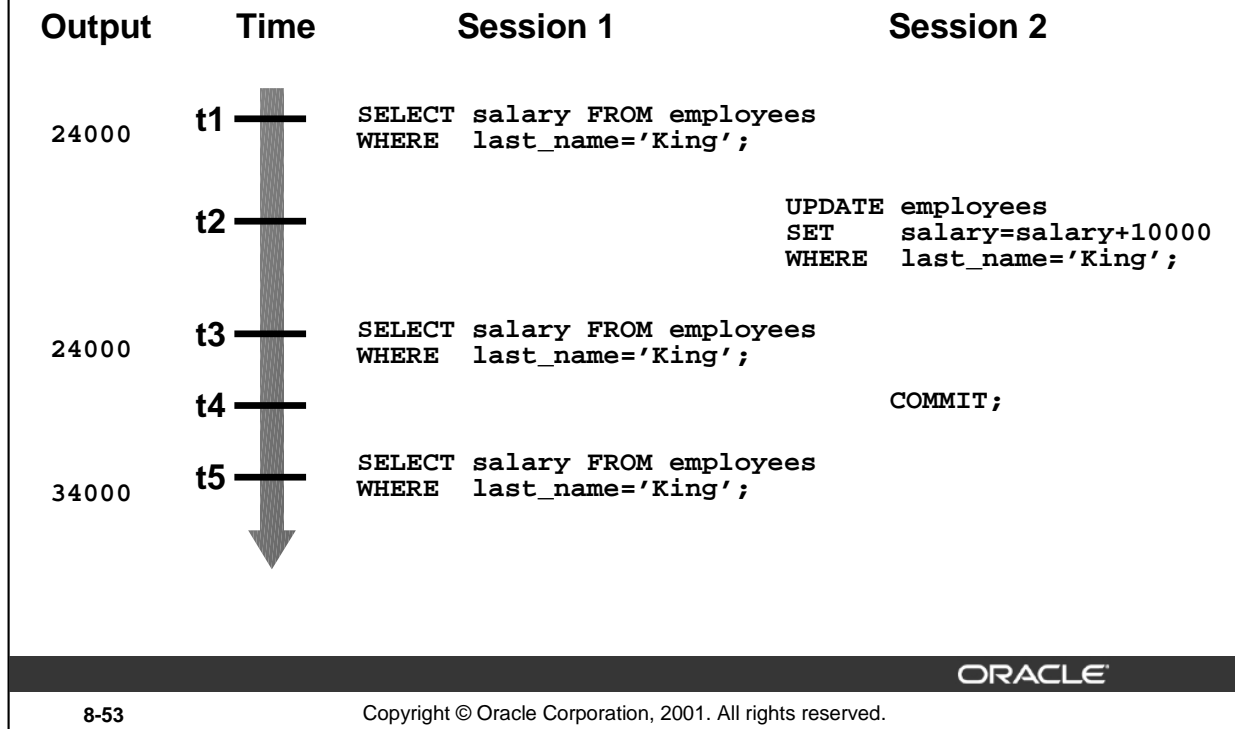 Output Time Session 1 Session 2
t1 SELECT salary FROM employees
24000 WHERE last_name='King';
t2 UPDATE employees
SET salary=salary+10000
WHERE last_name='King';
t3 SELECT salary FROM employees
24000 WHERE last_name='King';
t4 COMMIT;
t5 SELECT salary FROM employees
34000 WHERE last_name='King';
ORACLE®
8-53 Copyright © Oracle Corporation, 2001. All rights reserved.